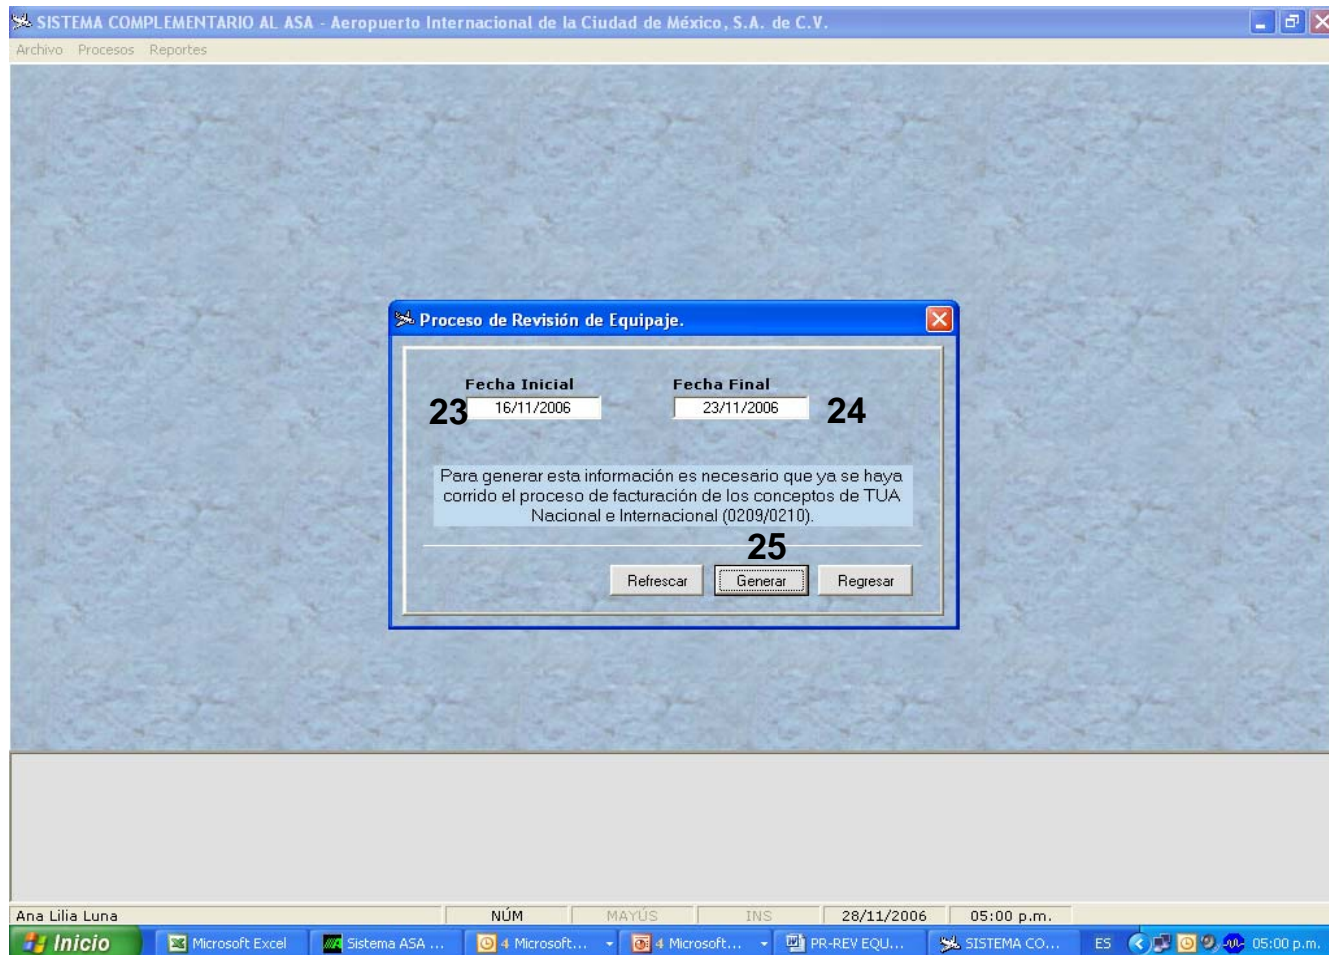 SISTEMA COMPLEMENTARIO AL ASA - Aeropuerto Internacional de la Ciudad de México, S.A. de C.V.
Archivo Procesos Reportes
Proceso de Revisión de Equipaje.
Fecha Inicial Fecha Final
23 16/11/2006 23/11/2006 24
Para generar esta información es necesario que ya se haya
corrido el proceso de facturación de los conceptos de TUA
Nacional e Internacional (0209/0210).
25
Refrescar Generar Regresar
Ana Lilia Luna NÚM MAYÚS INS 28/11/2006 05:00 p.m.
Inicio Microsoft Excel Sistema ASA ... 4 Microsoft... 4 Microsoft... PR-REV EQU... SISTEMA CO... ES 05:00 p.m.